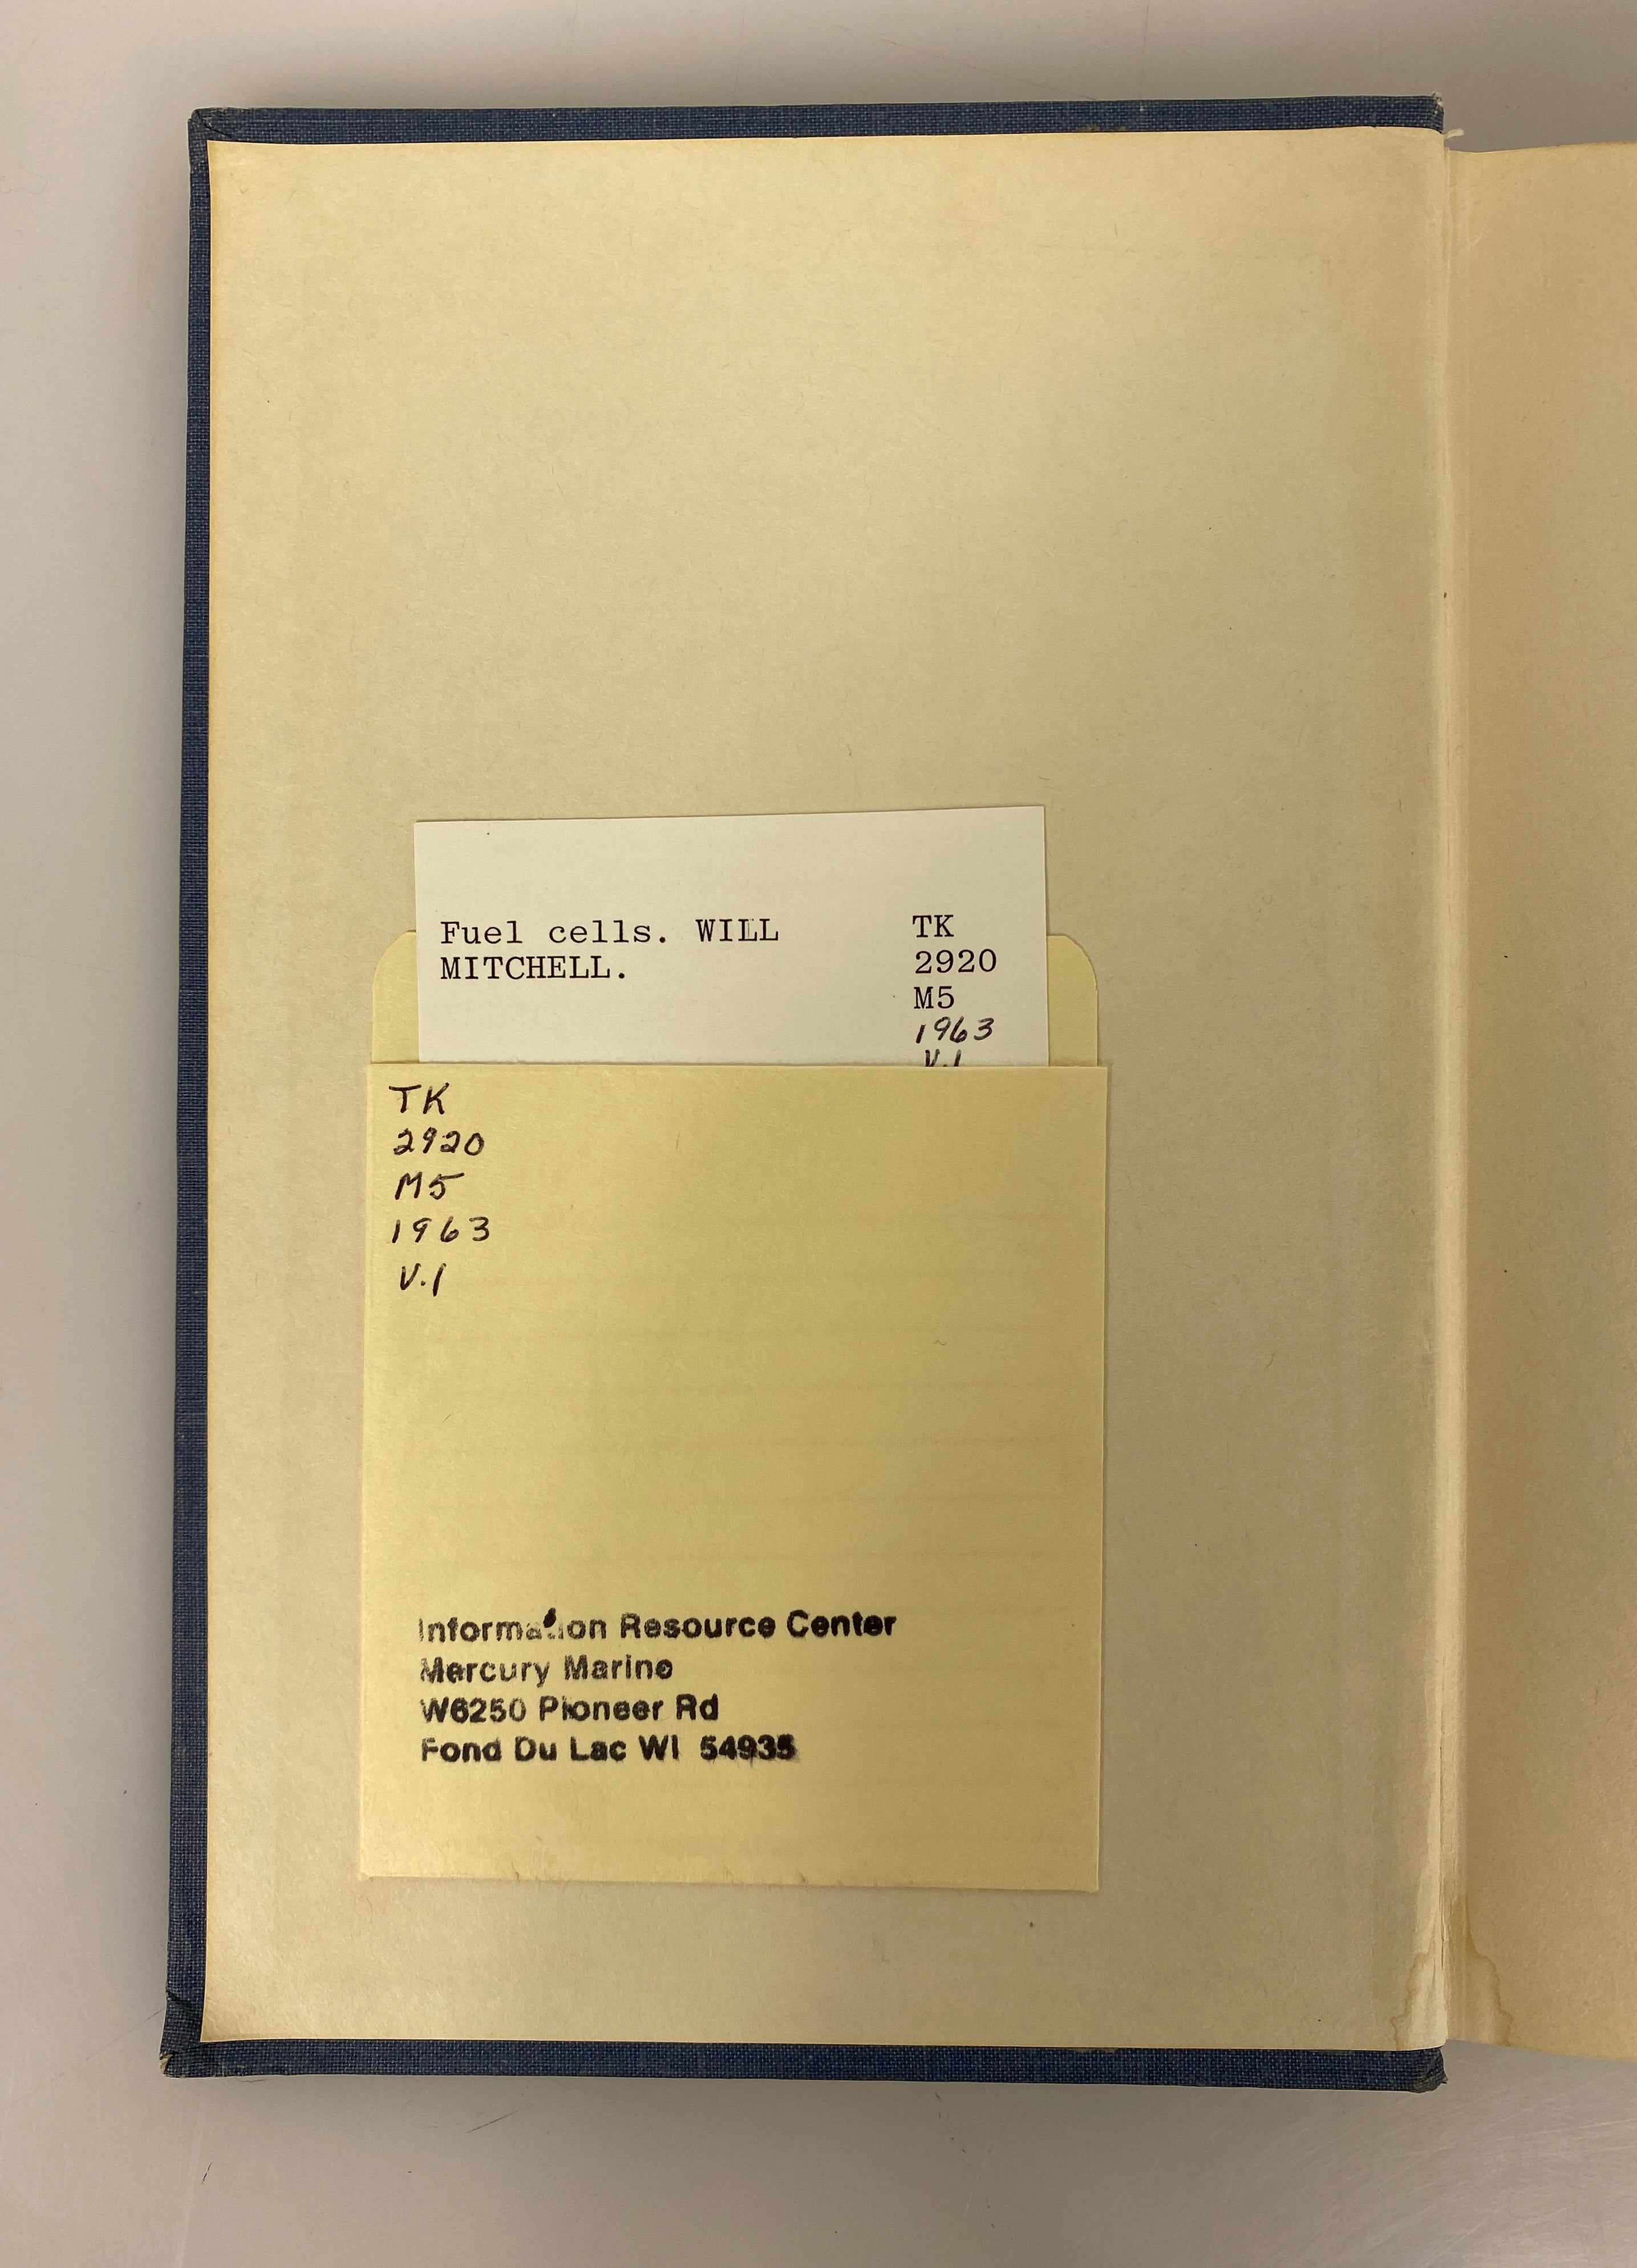 Fuel cells. WILL
MITCHELL.
TK
2920
M5
1963
V.1
TK
2920
M5
1963
V.1
Information Resource Center
Mercury Marine
W6250 Pioneer Rd
Fond Du Lac WI 54935